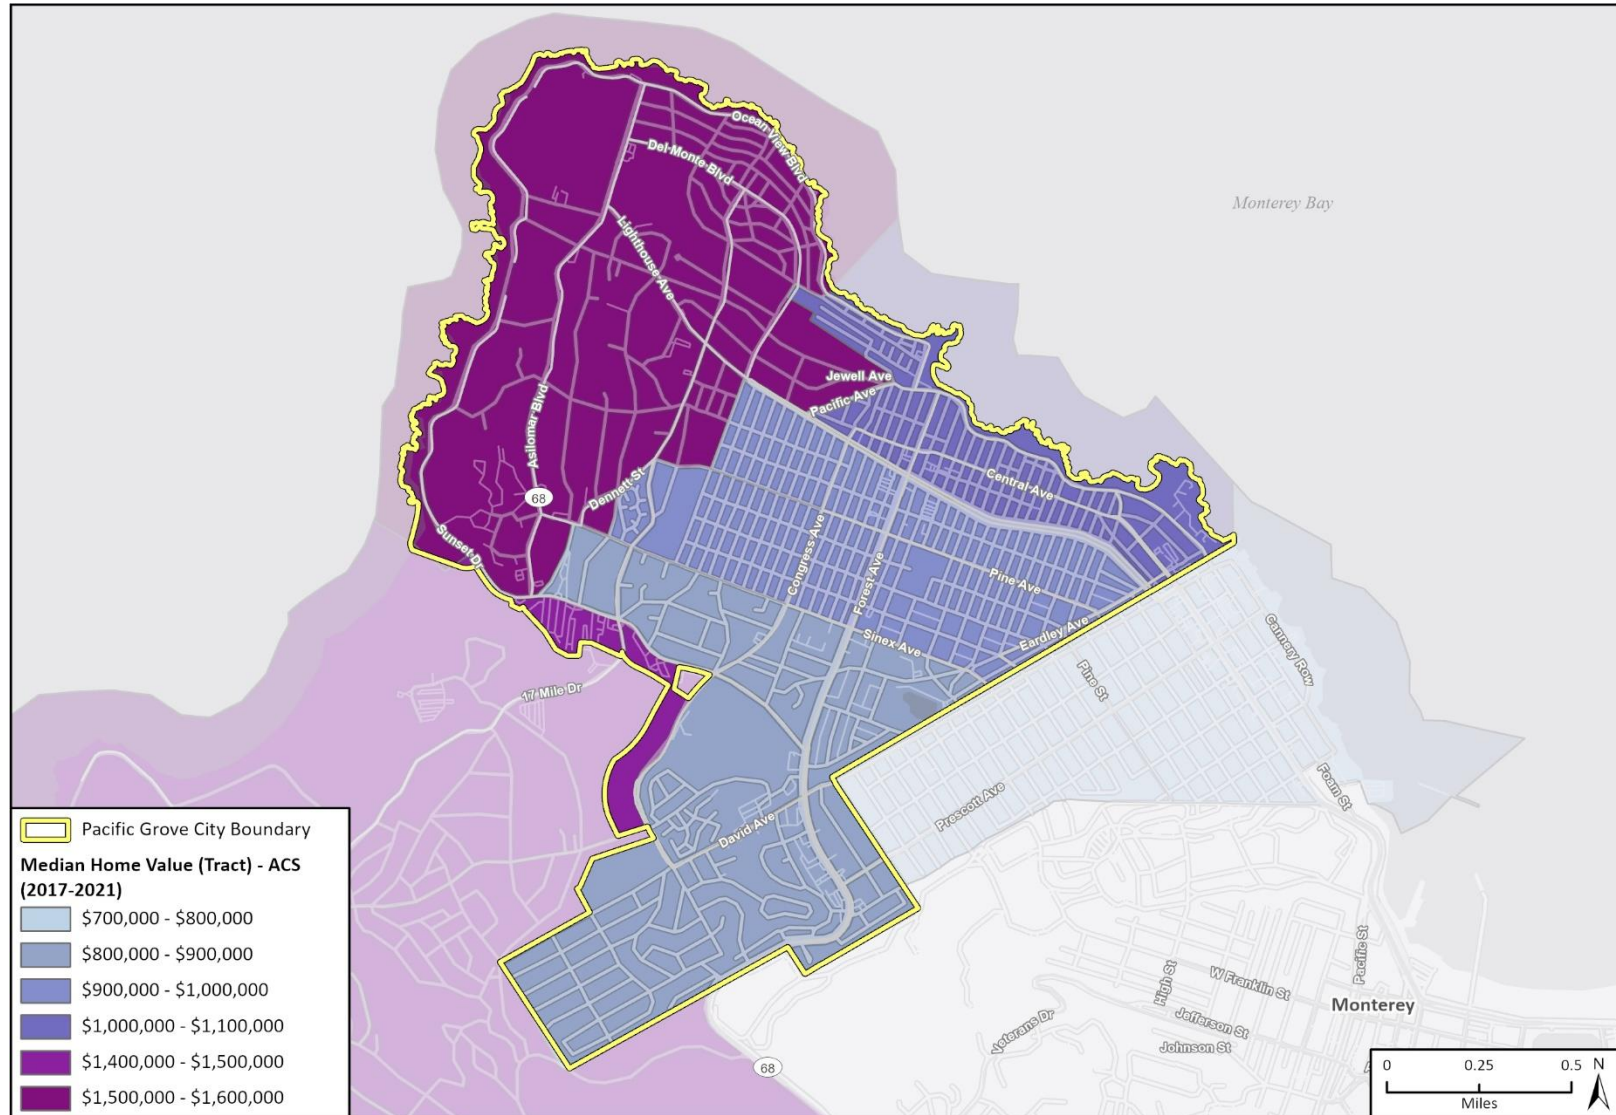 Monterey Bay
Ocean View Blvd
Del Monte Blvd
Lighthouse Ave
Jewell Ave
Pacific Ave
Asilomar Blvd
Central Ave
68
Dennett St
Sunset Dr
Congress Ave
Forest Ave
Pine Ave
Sinex Ave
Eardley Ave
Cannery Row
Pine St
17 Mile Dr
Foam St
Prescott Ave
David Ave
Pacific St
High St
W Franklin St
Monterey
Jefferson St
Veterans Dr
Johnson St
68
Pacific Grove City Boundary
Median Home Value (Tract) - ACS
(2017-2021)
$700,000 - $800,000
$800,000 - $900,000
$900,000 - $1,000,000
$1,000,000 - $1,100,000
$1,400,000 - $1,500,000
$1,500,000 - $1,600,000
0 0.25 0.5
Miles
N